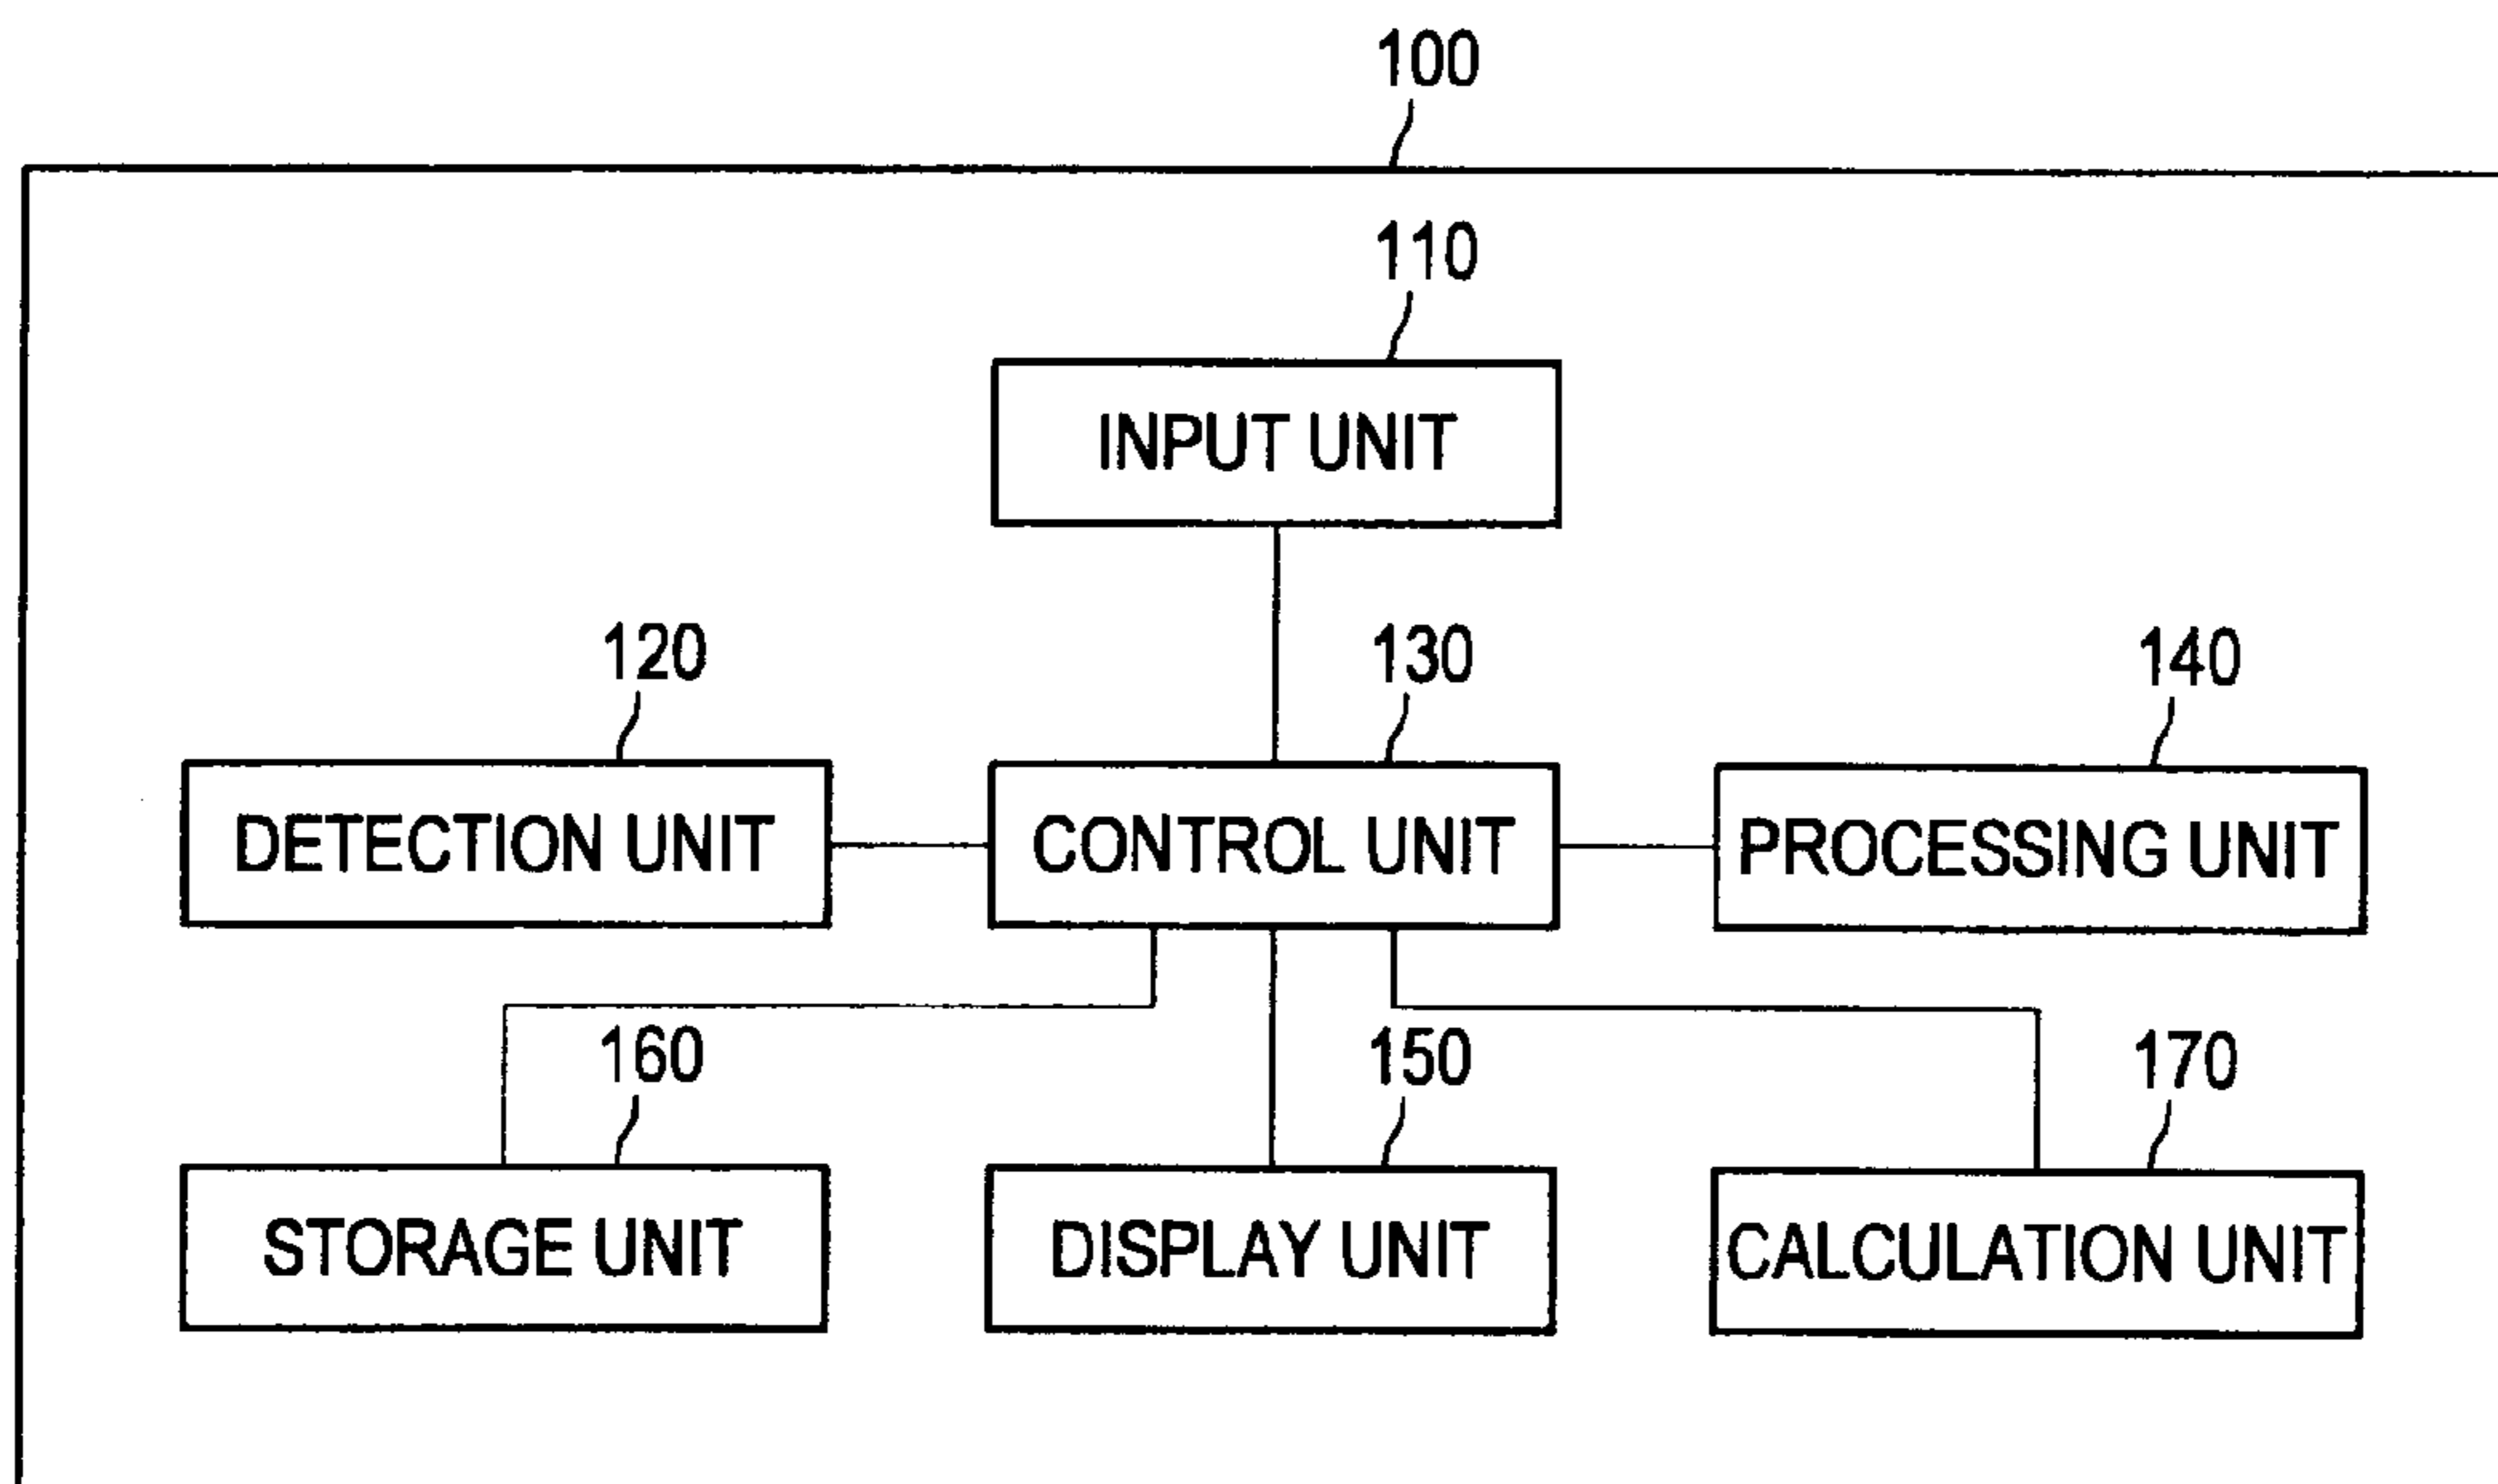 100
110
INPUT UNIT
120 130 140
DETECTION UNIT CONTROL UNIT PROCESSING UNIT
160 150 170
STORAGE UNIT DISPLAY UNIT CALCULATION UNIT